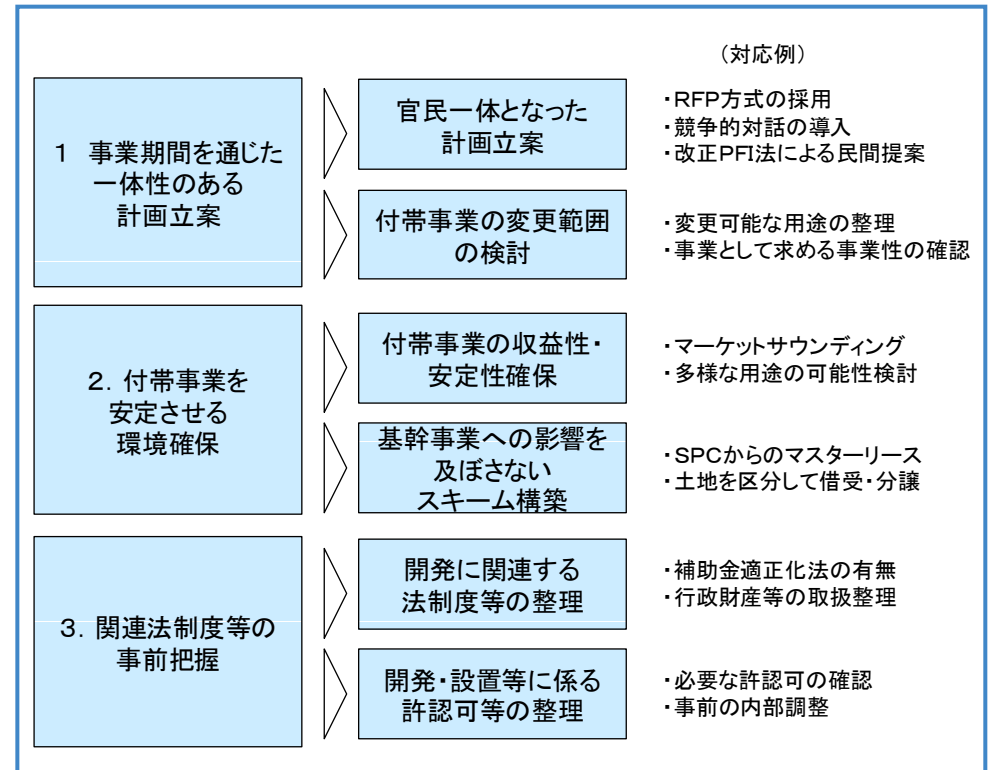 (対応例)
1 事業期間を通じた
一体性のある
計画立案
官民一体となった
計画立案
・RFP方式の採用
・競争的対話の導入
・改正PFI法による民間提案
付帯事業の変更範囲
の検討
・変更可能な用途の整理
・事業として求める事業性の確認
2．付帯事業を
安定させる
環境確保
付帯事業の収益性・
安定性確保
・マーケットサウンディング
・多様な用途の可能性検討
基幹事業への影響を
及ぼさない
スキーム構築
・SPCからのマスターリース
・土地を区分して借受・分譲
3．関連法制度等の
事前把握
開発に関連する
法制度等の整理
・補助金適正化法の有無
・行政財産等の取扱整理
開発・設置等に係る
許認可等の整理
・必要な許認可の確認
・事前の内部調整